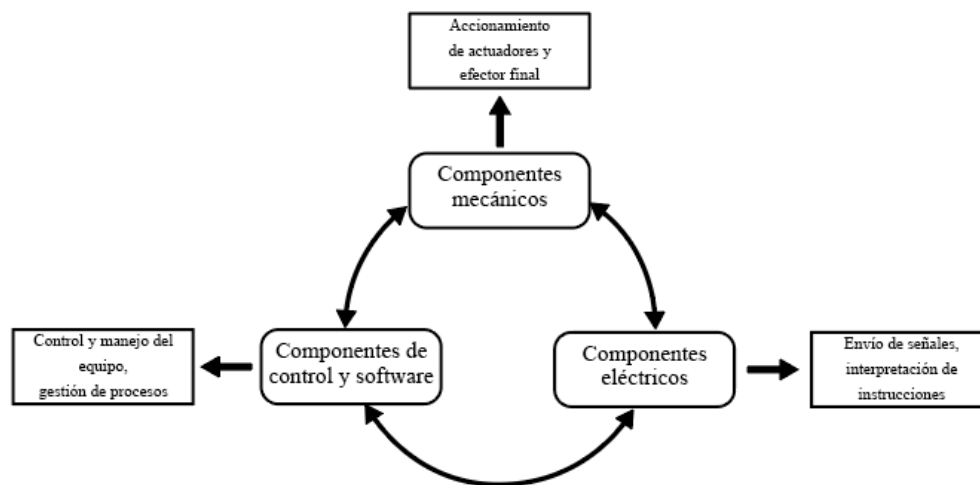 Accionamiento
de actuadores y
efector final
Componentes
mecánicos
Control y manejo del
equipo,
gestión de procesos
Componentes de
control y software
Componentes
eléctricos
Envío de señales,
interpretación de
instrucciones